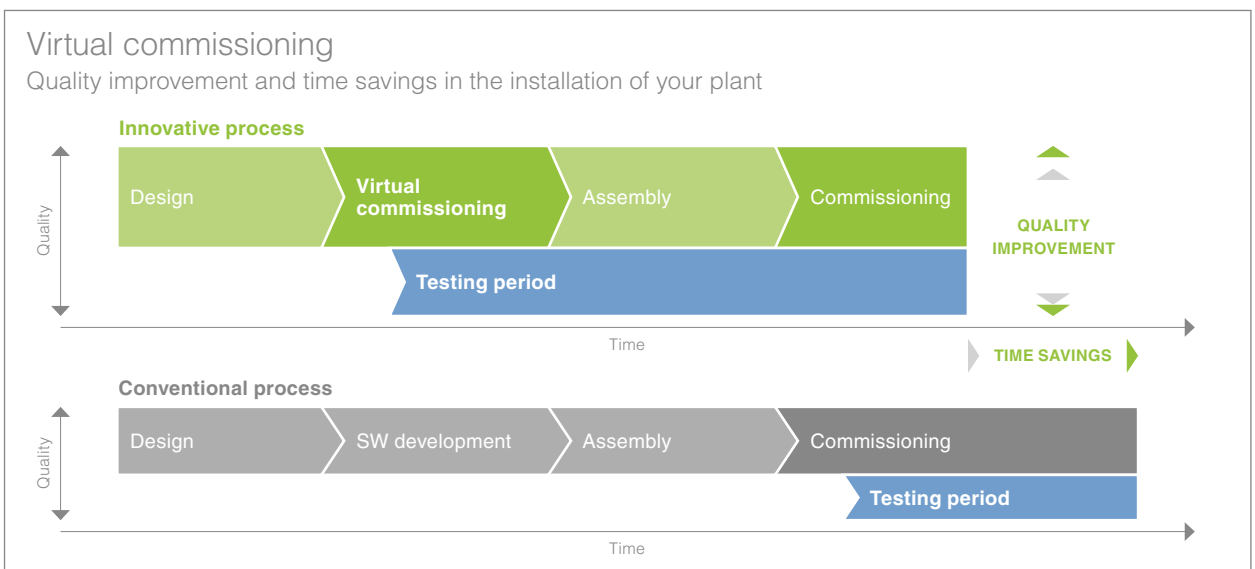 Virtual commissioning
Quality improvement and time savings in the installation of your plant
Innovative process
Quality
Design
Virtual
commissioning
Assembly
Commissioning
Testing period
QUALITY
IMPROVEMENT
Time
TIME SAVINGS
Conventional process
Quality
Design
SW development
Assembly
Commissioning
Testing period
Time